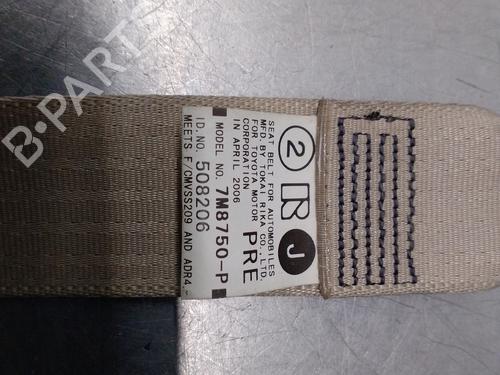 SEAT BELT FOR AUTOMOBILES
MFD. BY TOKAI RIKA CO., LTD.
FOR TOYOTA MOTOR
CORPORATION
IN APRIL 2006
PRE
MODEL NO. 7M8750-P
I.D. NO. 508206
MEETS F/CMVSS209 AND ADR4.-
2
R
J
B-PARTS